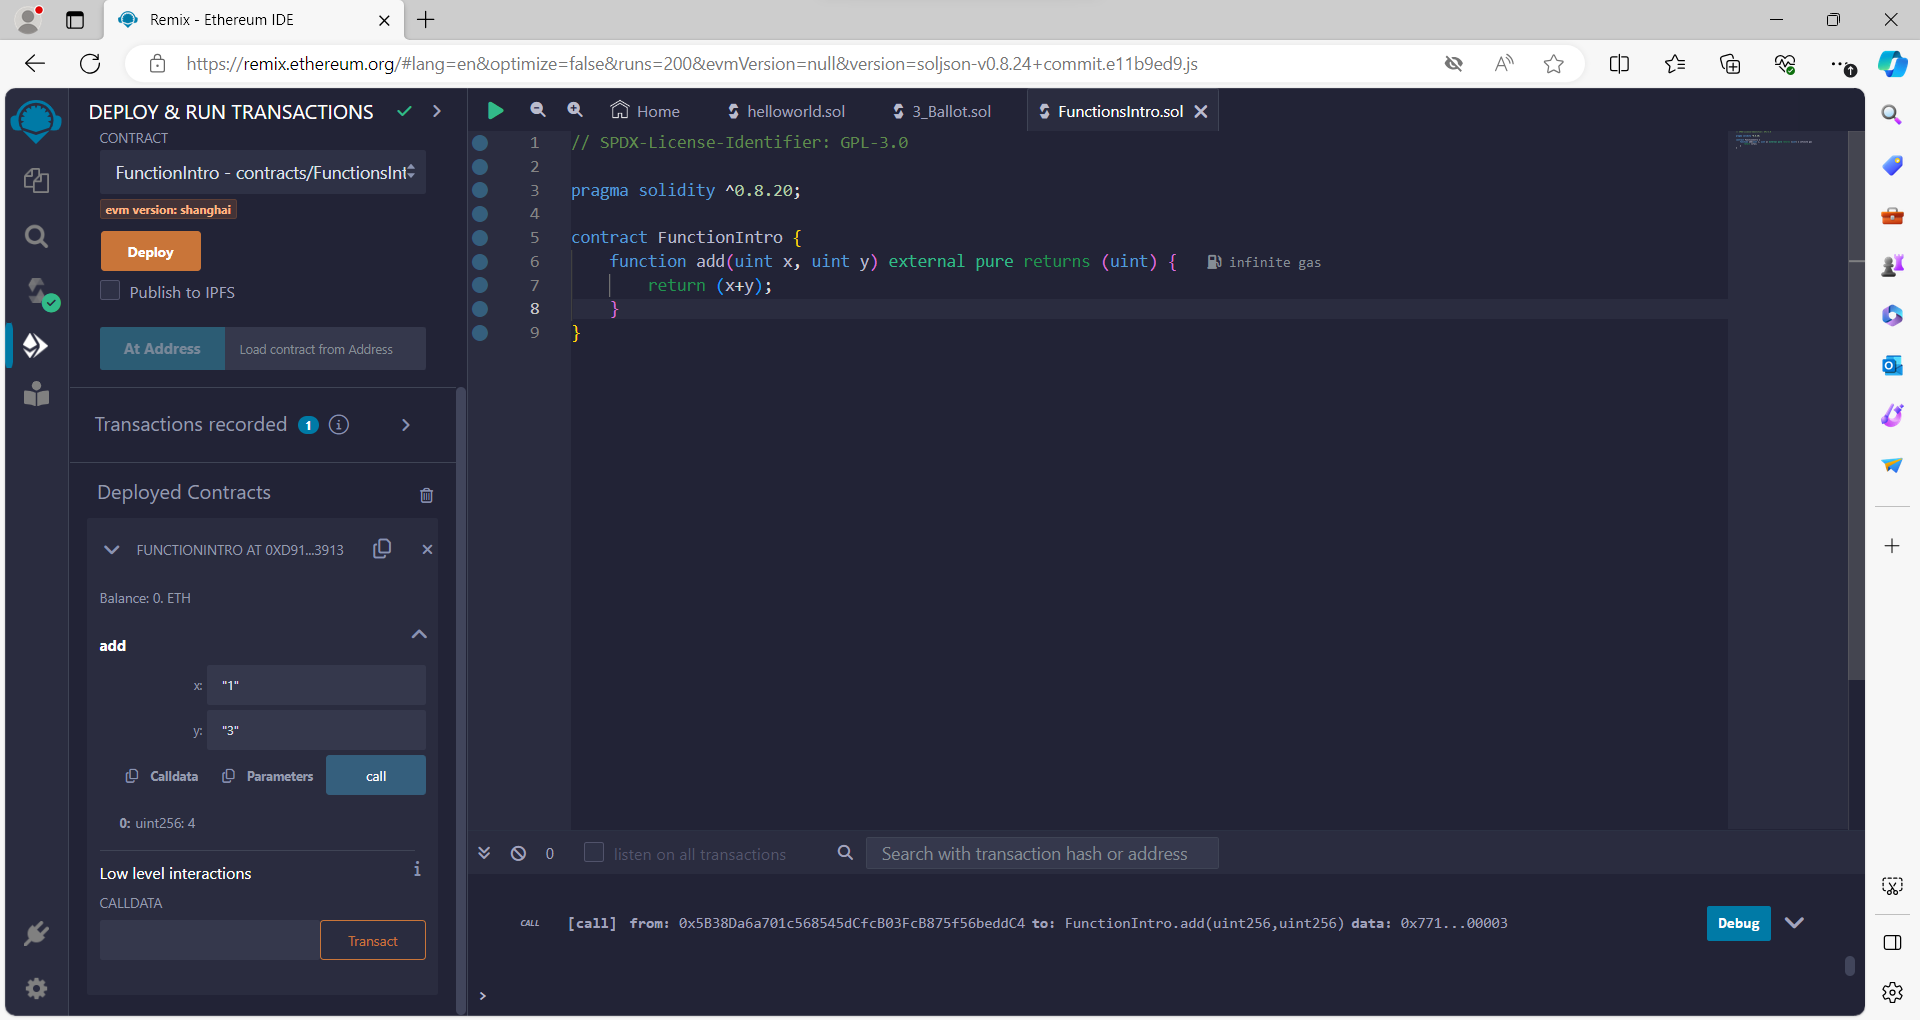 Remix - Ethereum IDE
https://remix.ethereum.org/#lang=en&optimize=false&runs=200&evmVersion=null&version=soljson-v0.8.24+commit.e11b9ed9.js
DEPLOY & RUN TRANSACTIONS
CONTRACT
FunctionIntro - contracts/FunctionsInt
evm version: shanghai
Deploy
Publish to IPFS
At Address
Load contract from Address
Transactions recorded 1 i
Deployed Contracts
FUNCTIONINTRO AT 0XD91...3913
Balance: 0. ETH
add
x: "1"
y: "3"
Calldata Parameters call
0: uint256: 4
Low level interactions i
CALLDATA
Transact
Home helloworld.sol 3_Ballot.sol FunctionsIntro.sol
1 // SPDX-License-Identifier: GPL-3.0
2
3 pragma solidity ^0.8.20;
4
5 contract FunctionIntro {
6 function add(uint x, uint y) external pure returns (uint) { infinite gas
7 return (x+y);
8 }
9 }
0 listen on all transactions Search with transaction hash or address
CALL [call] from: 0x5B38Da6a701c568545dCfcB03FcB875f56beddC4 to: FunctionIntro.add(uint256,uint256) data: 0x771...00003 Debug
>